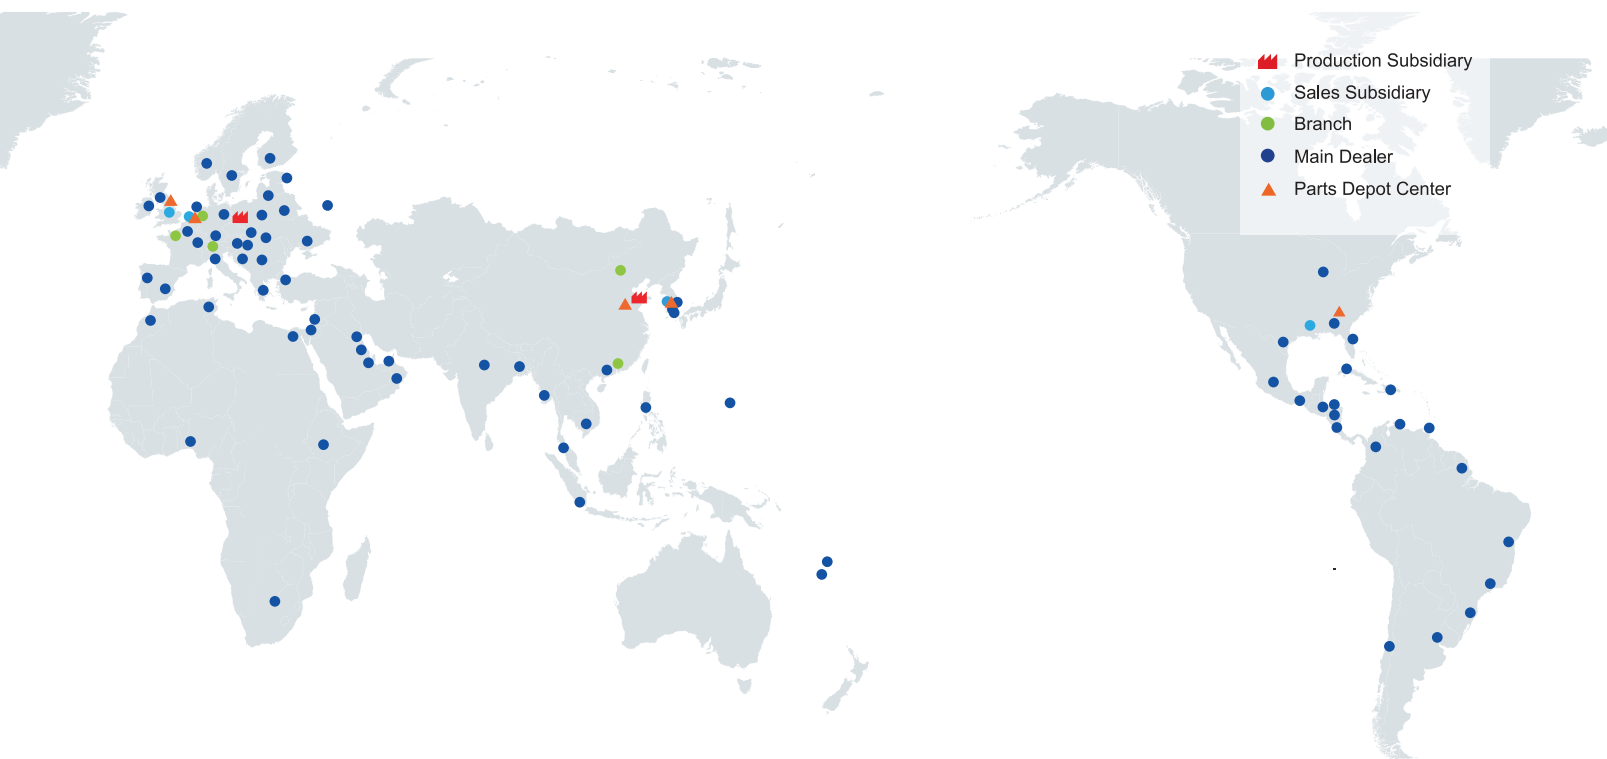 Production Subsidiary
Sales Subsidiary
Branch
Main Dealer
Parts Depot Center